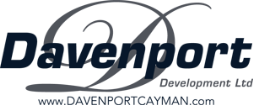 D
Davenport
Development Ltd
www.DAVENPORTCAYMAN.com